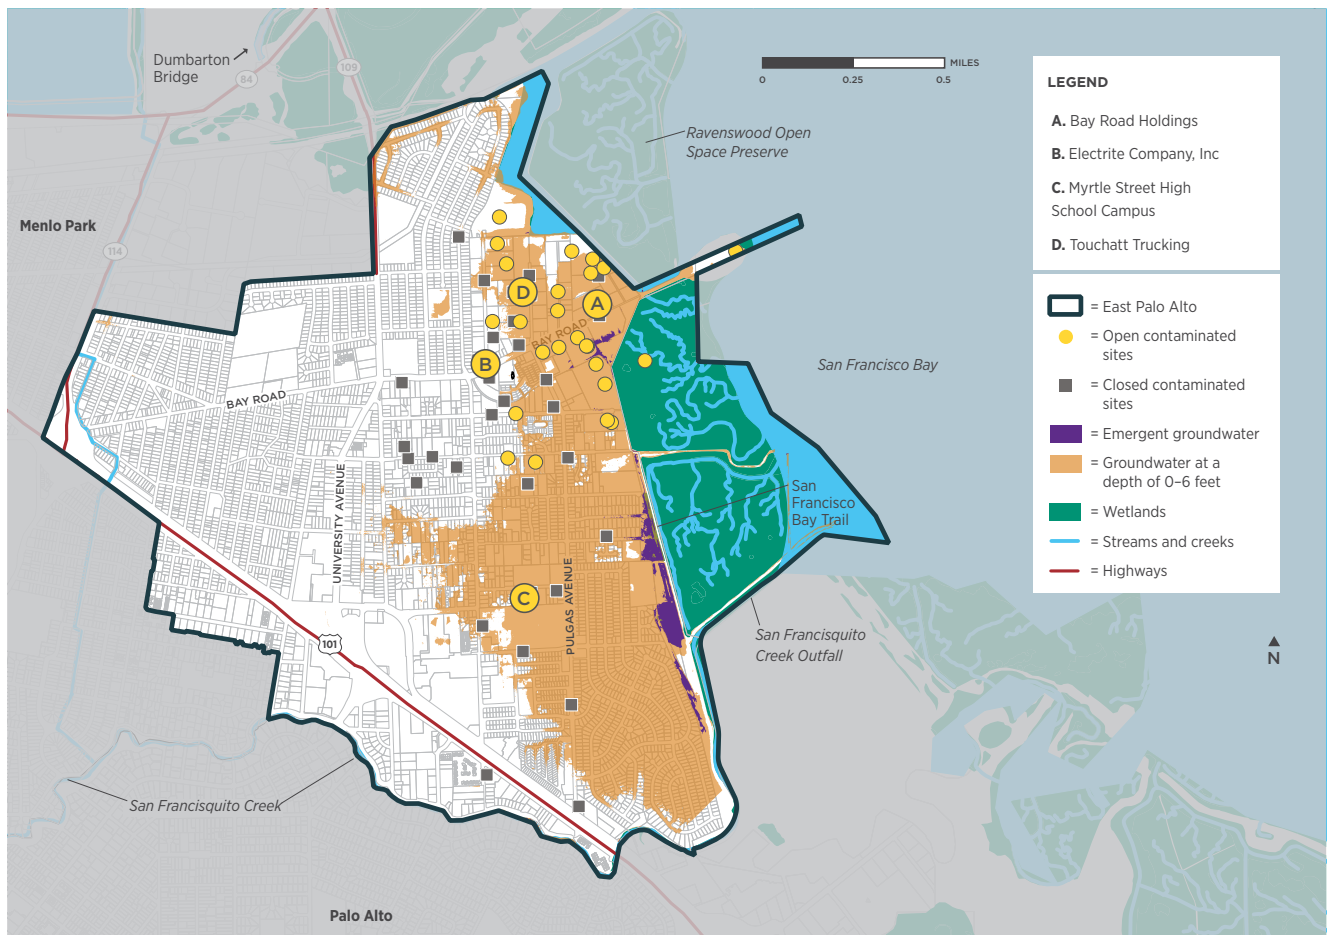 Dumbarton
Bridge
84
109
MILES
0
0.25
0.5
Ravenswood Open
Space Preserve
Menlo Park
114
LEGEND
A. Bay Road Holdings
B. Electrite Company, Inc
C. Myrtle Street High
School Campus
D. Touchatt Trucking
= East Palo Alto
= Open contaminated
sites
= Closed contaminated
sites
= Emergent groundwater
= Groundwater at a
depth of 0–6 feet
= Wetlands
= Streams and creeks
= Highways
D
A
B
C
BAY ROAD
BAY ROAD
UNIVERSITY AVENUE
PULGAS AVENUE
San Francisco Bay
San
Francisco
Bay Trail
San Francisquito
Creek Outfall
101
San Francisquito Creek
Palo Alto
N